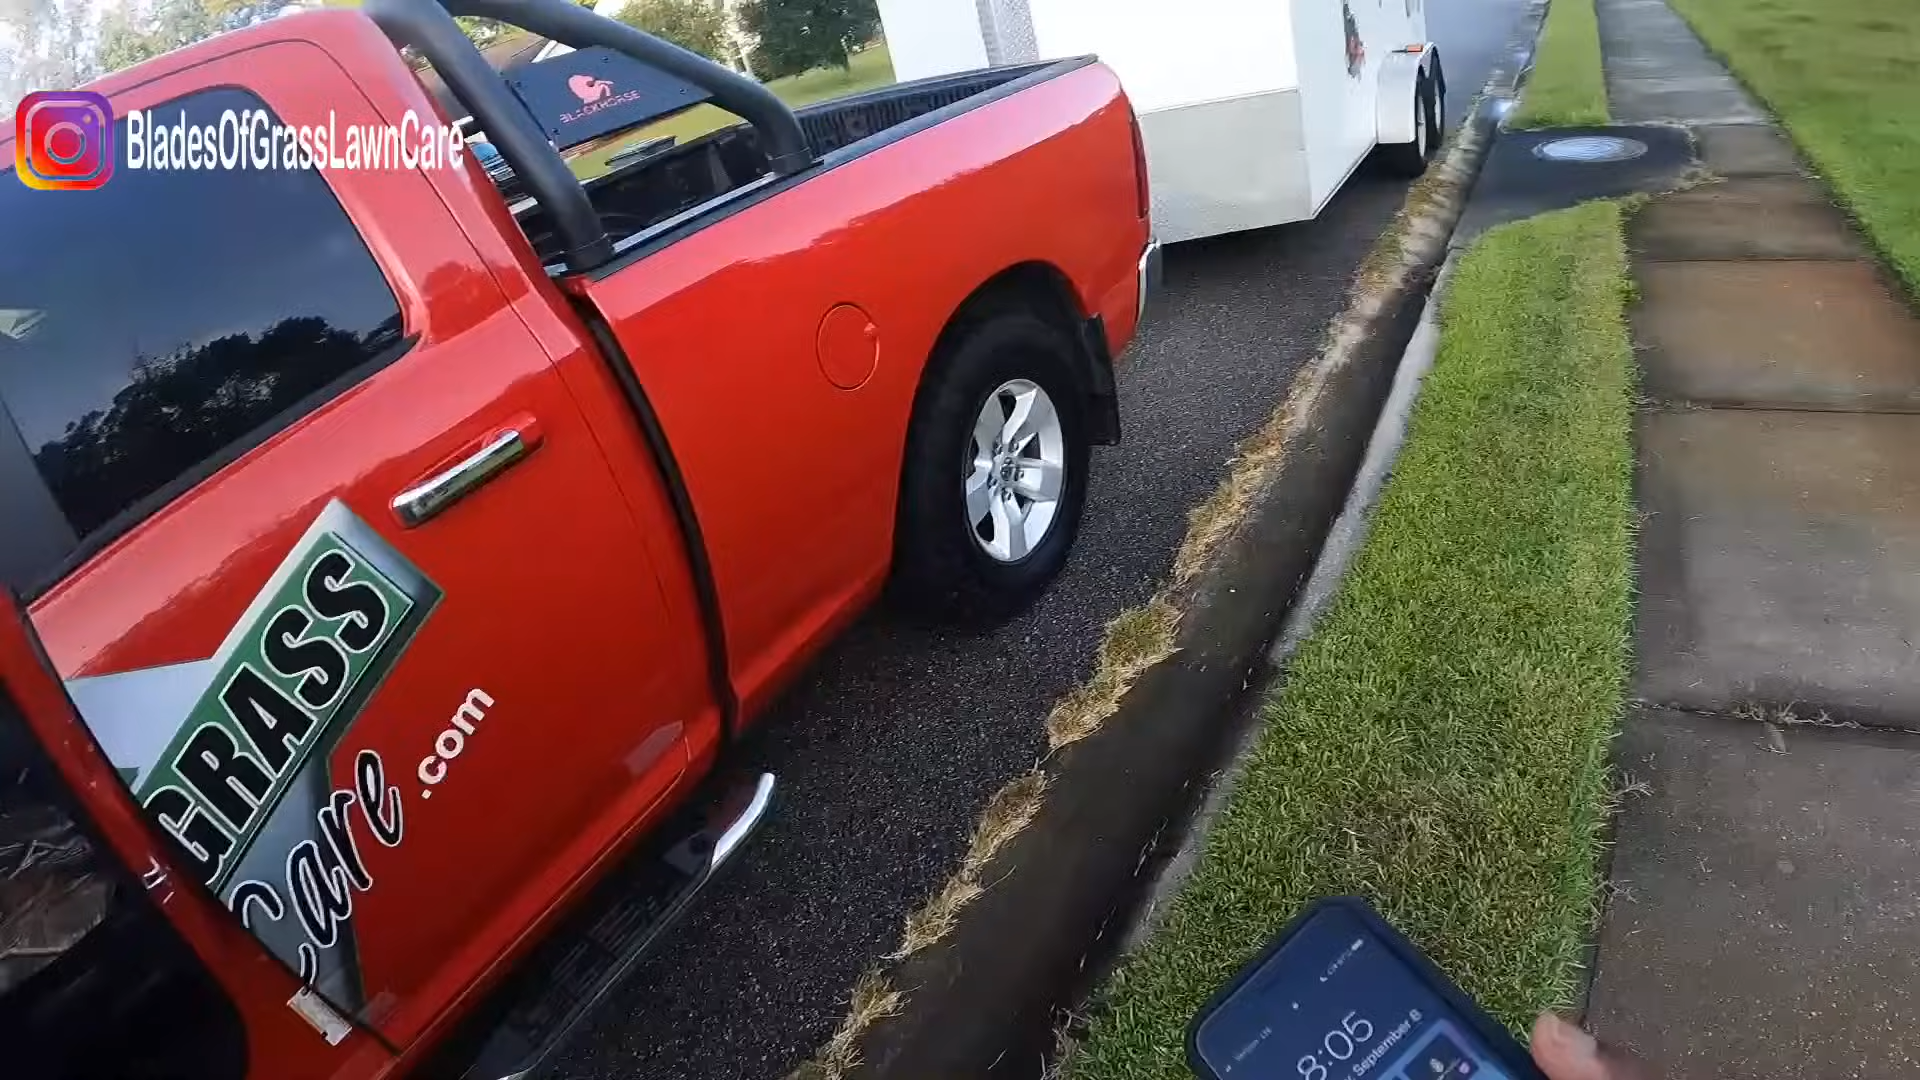 BladesOfGrassLawnCare
BLACKHORSE
GRASS
Care
.com
8:05
September 8